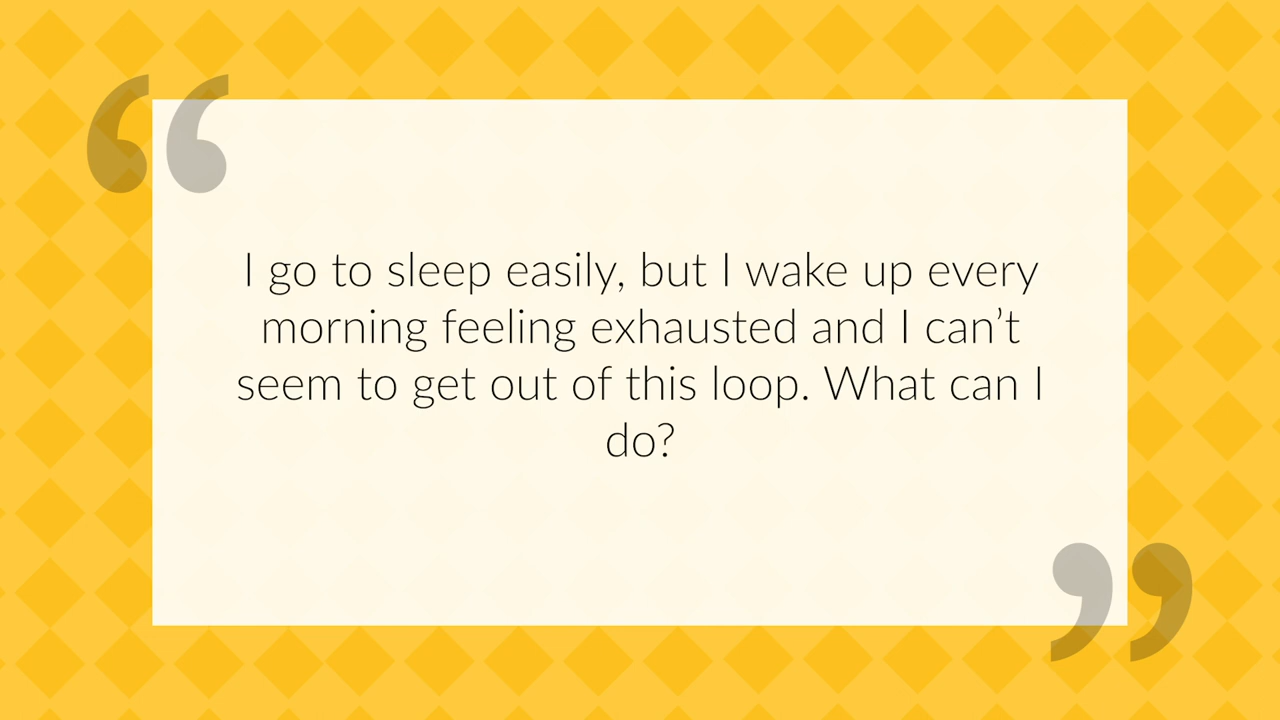 “
I go to sleep easily, but I wake up every
morning feeling exhausted and I can’t
seem to get out of this loop. What can I
do?
”